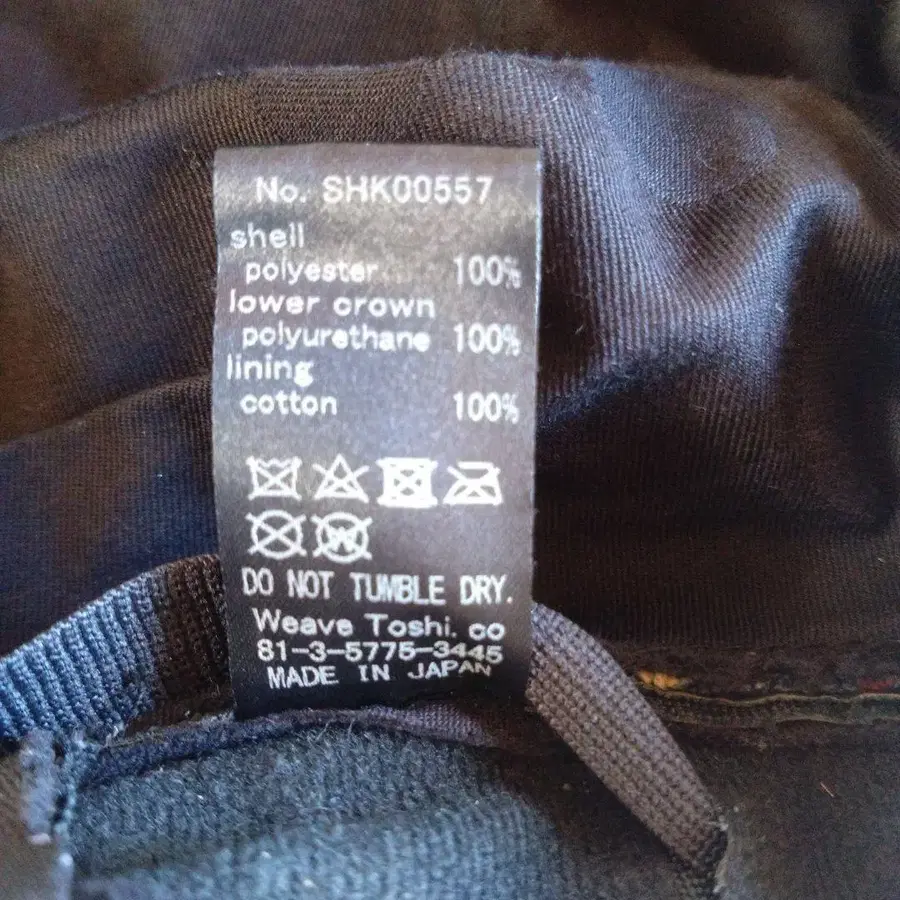 No. SHK00557
shell
polyester 100%
lower crown
polyurethane 100%
lining
cotton 100%
W
DO NOT TUMBLE DRY.
Weave Toshi. co
81-3-5775-3445
MADE IN JAPAN